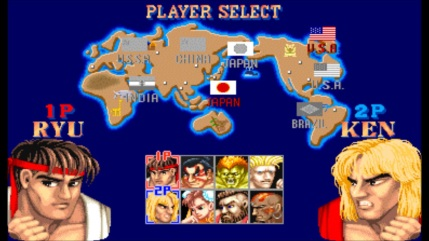 PLAYER SELECT
U.S.A.
U.S.S.R.
CHINA
JAPAN
U.S.A.
INDIA
JAPAN
BRAZIL
1P
RYU
2P
KEN
1P
2P